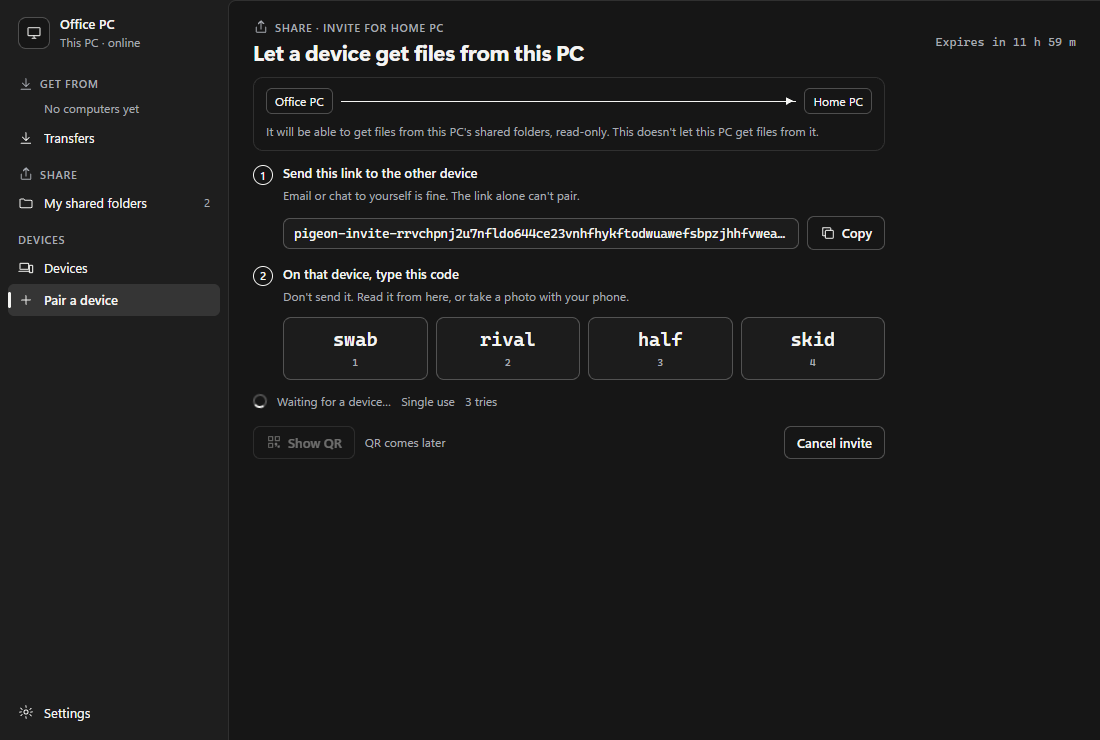 Office PC
This PC · online
GET FROM
No computers yet
Transfers
SHARE
My shared folders 2
DEVICES
Devices
Pair a device
Settings
SHARE · INVITE FOR HOME PC
Let a device get files from this PC
Expires in 11 h 59 m
Office PC Home PC
It will be able to get files from this PC's shared folders, read-only. This doesn't let this PC get files from it.
1 Send this link to the other device
Email or chat to yourself is fine. The link alone can't pair.
pigeon-invite-rrvchpnj2u7nfldo644ce23vnhfhykftodwuawefsbpzjhhfvwea… Copy
2 On that device, type this code
Don't send it. Read it from here, or take a photo with your phone.
swab rival half skid
1 2 3 4
Waiting for a device… Single use 3 tries
Show QR QR comes later Cancel invite